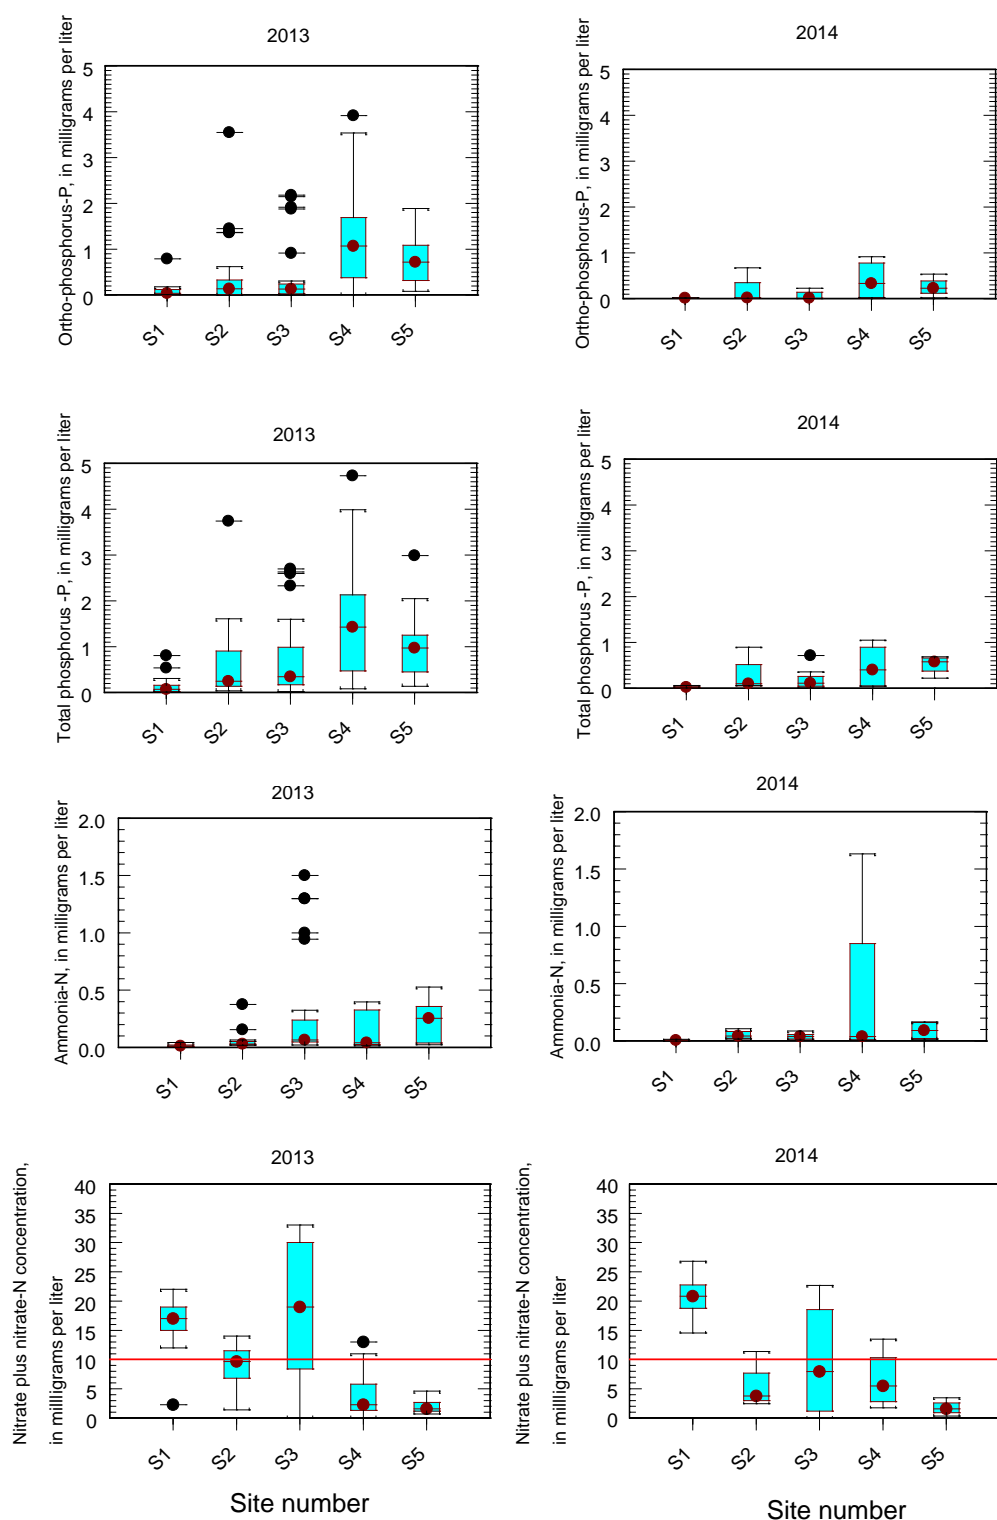 2013
Ortho-phosphorus-P, in milligrams per liter
5
4
3
2
1
0
S1
S2
S3
S4
S5
2014
Ortho-phosphorus-P, in milligrams per liter
5
4
3
2
1
0
S1
S2
S3
S4
S5
2013
Total phosphorus -P, in milligrams per liter
5
4
3
2
1
0
S1
S2
S3
S4
S5
2014
Total phosphorus -P, in milligrams per liter
5
4
3
2
1
0
S1
S2
S3
S4
S5
2013
Ammonia-N, in milligrams per liter
2.0
1.5
1.0
0.5
0.0
S1
S2
S3
S4
S5
2014
Ammonia-N, in milligrams per liter
2.0
1.5
1.0
0.5
0.0
S1
S2
S3
S4
S5
2013
Nitrate plus nitrate-N concentration,
in milligrams per liter
40
35
30
25
20
15
10
5
0
S1
S2
S3
S4
S5
Site number
2014
Nitrate plus nitrate-N concentration,
in milligrams per liter
40
35
30
25
20
15
10
5
0
S1
S2
S3
S4
S5
Site number